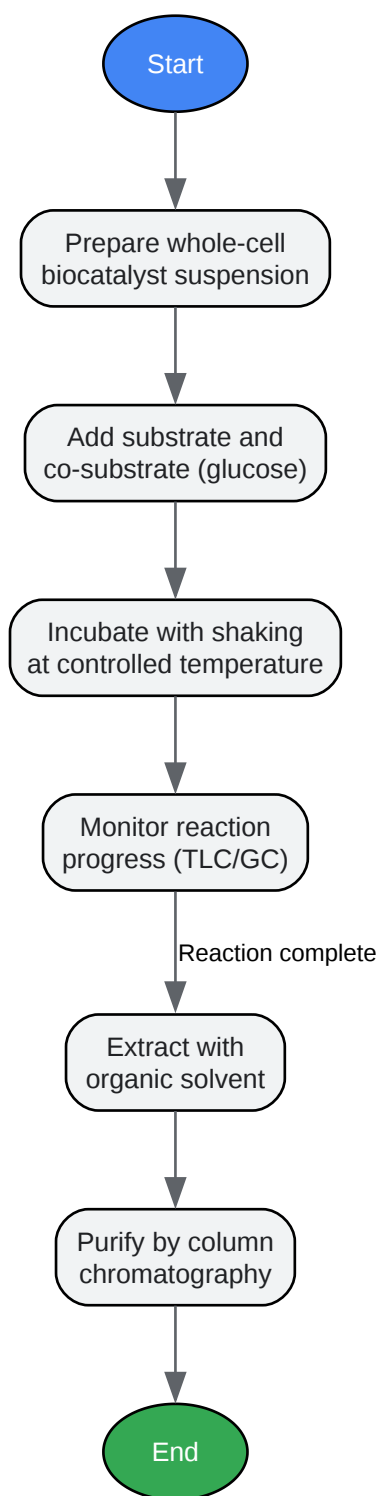 Start
Prepare whole-cell
biocatalyst suspension
Add substrate and
co-substrate (glucose)
Incubate with shaking
at controlled temperature
Monitor reaction
progress (TLC/GC)
Reaction complete
Extract with
organic solvent
Purify by column
chromatography
End